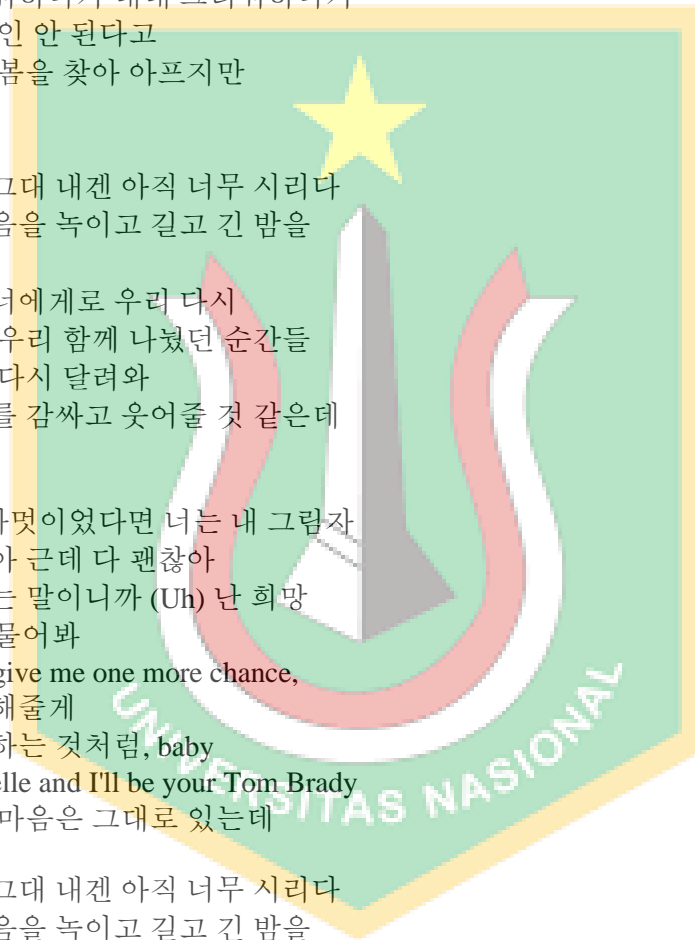 인 안 된다고
봄을 찾아 아프지만
그대 내겐 아직 너무 시리다
음을 녹이고 길고 긴 밤을
너에게로 우리 다시
우리 함께 나눴던 순간들
다시 달려와
를 감싸고 웃어줄 것 같은데
사멋이었다면 너는 내 그림자
아 근데 다 괜찮아
는 말이니까 (Uh) 난 희망
물어봐
give me one more chance,
해줄게
하는 것처럼, baby
elle and I'll be your Tom Brady
마음은 그대로 있는데
그대 내겐 아직 너무 시리다
음을 녹이고 길고 긴 밤을
UNIVERSITAS NASIONAL